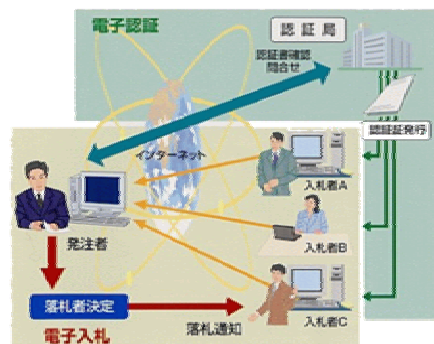 電子認証
認証局
認証書確認
問合せ
認証証発行
インターネット
入札者A
発注者
入札者B
落札者決定
落札通知
入札者C
電子入札